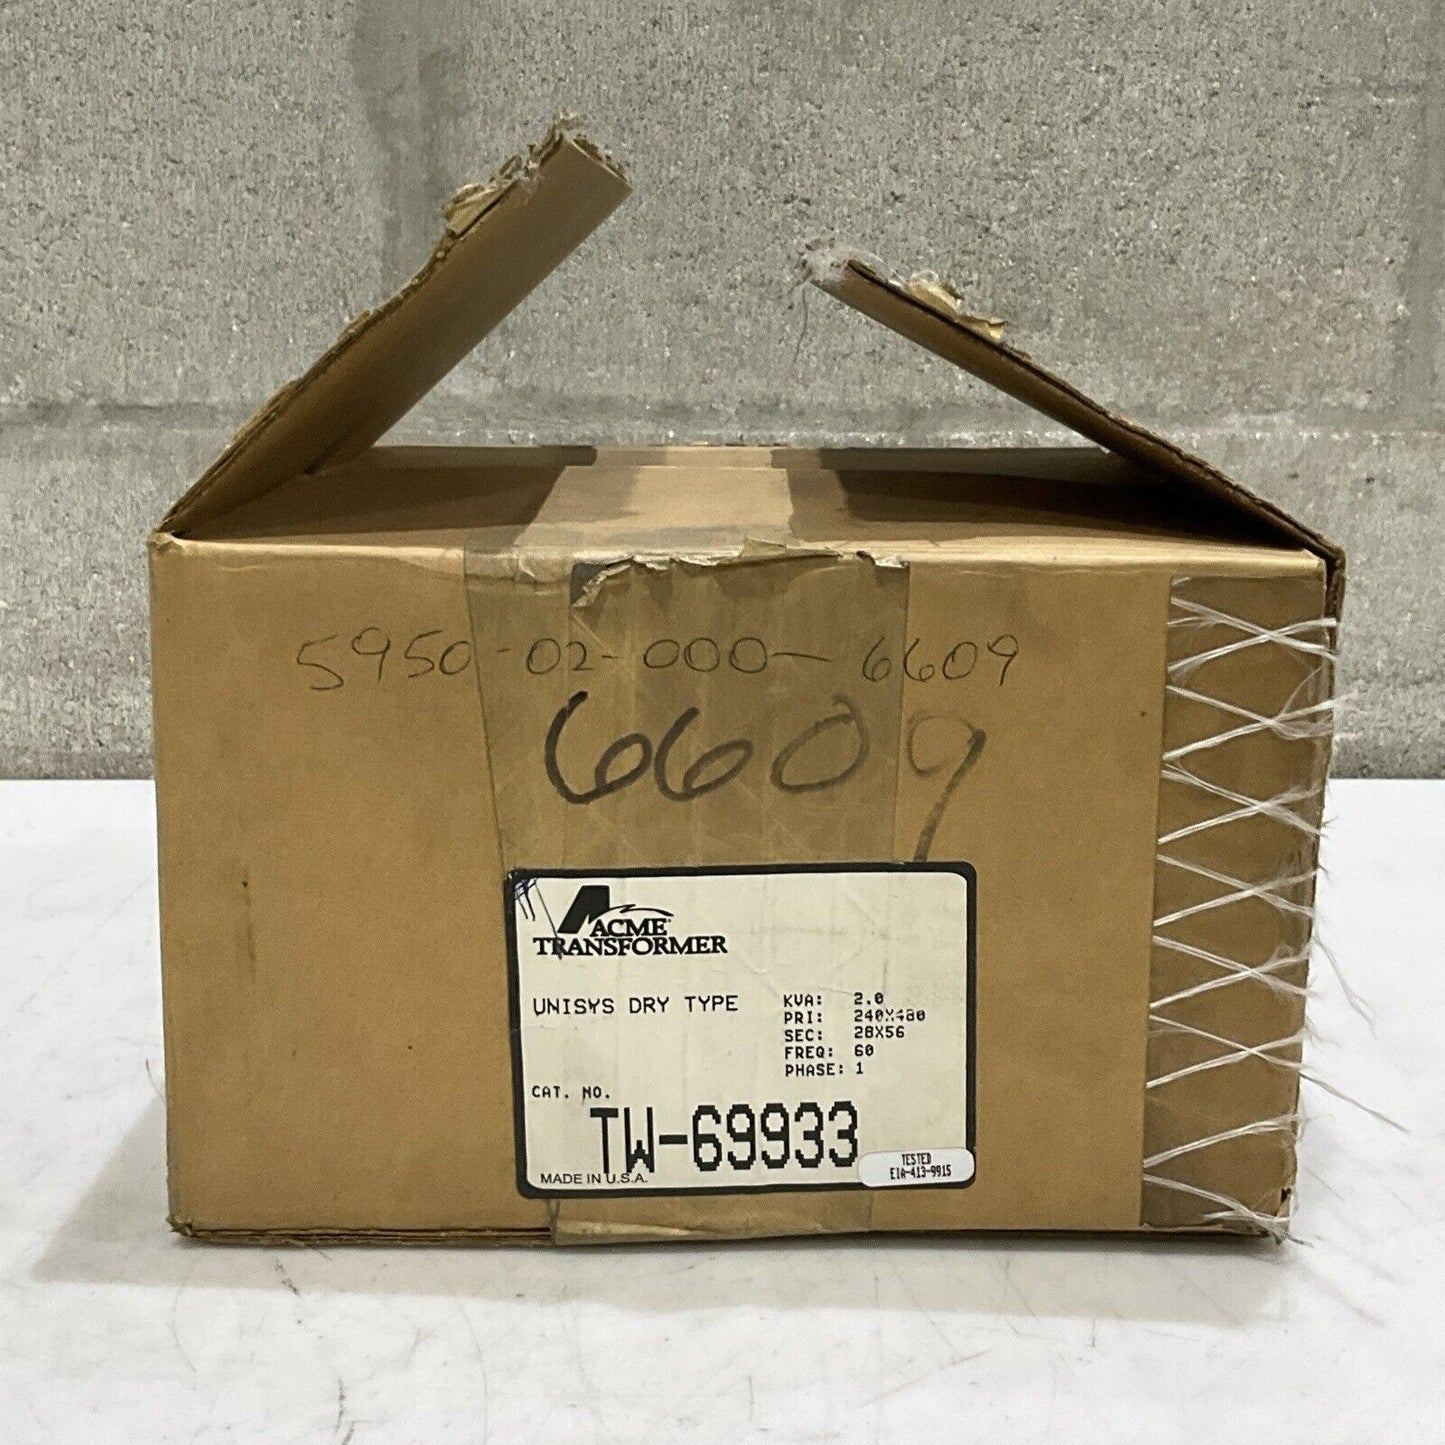 5950-02-000-6609
6609
ACME
TRANSFORMER
UNISYS DRY TYPE
KVA: 2.0
PRI: 240X480
SEC: 28X56
FREQ: 60
PHASE: 1
CAT. NO.
TW-69933
MADE IN U.S.A.
TESTED
EIA-413-9915